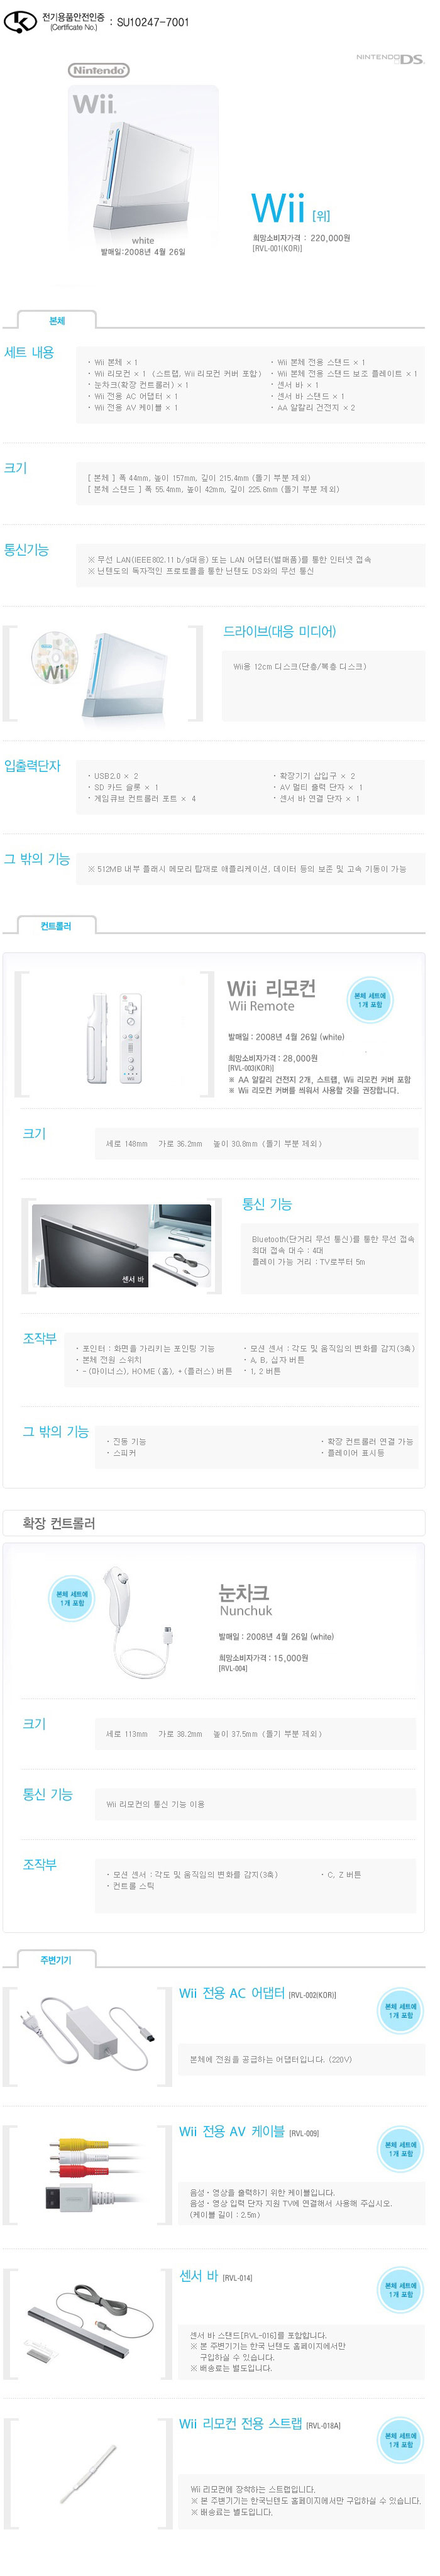 전기용품안전인증
(Certificate No.) : SU10247-7001
NINTENDO DS.
Nintendo
Wii.
white
발매일:2008년 4월 26일
Wii [위]
희망소비자가격 : 220,000원
[RVL-001(KOR)]
본체
세트 내용
· Wii 본체 × 1
· Wii 리모컨 × 1 (스트랩, Wii 리모컨 커버 포함)
· 눈차크(확장 컨트롤러) × 1
· Wii 전용 AC 어댑터 × 1
· Wii 전용 AV 케이블 × 1
· Wii 본체 전용 스탠드 × 1
· Wii 본체 전용 스탠드 보호 플레이트 × 1
· 센서 바 × 1
· 센서 바 스탠드 × 1
· AA 알칼리 건전지 × 2
크기
[ 본체 ] 폭 44mm, 높이 157mm, 깊이 215.4mm (돌기 부분 제외)
[ 본체 스탠드 ] 폭 55.4mm, 높이 42mm, 깊이 225.6mm (돌기 부분 제외)
통신기능
※ 무선 LAN(IEEE802.11 b/g대응) 또는 LAN 어댑터(별매품)를 통한 인터넷 접속
※ 닌텐도의 독자적인 프로토콜을 통한 닌텐도 DS와의 무선 통신
Wii
드라이브(대응 미디어)
Wii용 12cm 디스크(단층/복층 디스크)
입출력단자
· USB2.0 × 2
· SD 카드 슬롯 × 1
· 게임큐브 컨트롤러 포트 × 4
· 확장기기 삽입구 × 2
· AV 멀티 출력 단자 × 1
· 센서 바 연결 단자 × 1
그 밖의 기능
※ 512MB 내부 플래시 메모리 탑재로 애플리케이션, 데이터 등의 보존 및 고속 기동이 가능
컨트롤러
Wii 리모컨
Wii Remote
본체 세트에
1개 포함
발매일 : 2008년 4월 26일 (white)
희망소비자가격 : 28,000원
[RVL-003(KOR)]
※ AA 알칼리 건전지 2개, 스트랩, Wii 리모컨 커버 포함
※ Wii 리모컨 커버를 씌워서 사용할 것을 권장합니다.
크기
세로 148mm 가로 36.2mm 높이 30.8mm (돌기 부분 제외)
센서 바
통신 기능
Bluetooth(단거리 무선 통신)를 통한 무선 접속
최대 접속 대수 : 4대
플레이 가능 거리 : TV로부터 5m
조작부
· 포인터 : 화면을 가리키는 포인팅 기능
· 본체 전원 스위치
· -(마이너스), HOME (홈), +(플러스) 버튼
· 모션 센서 : 각도 및 움직임의 변화를 감지(3축)
· A, B, 십자 버튼
· 1, 2 버튼
그 밖의 기능
· 진동 기능
· 스피커
· 확장 컨트롤러 연결 가능
· 플레이어 표시등
확장 컨트롤러
본체 세트에
1개 포함
눈차크
Nunchuk
발매일 : 2008년 4월 26일 (white)
희망소비자가격 : 15,000원
[RVL-004]
크기
세로 113mm 가로 38.2mm 높이 37.5mm (돌기 부분 제외)
통신 기능
Wii 리모컨의 통신 기능 이용
조작부
· 모션 센서 : 각도 및 움직임의 변화를 감지(3축)
· 컨트롤 스틱
· C, Z 버튼
주변기기
Wii 전용 AC 어댑터 [RVL-002(KOR)]
본체 세트에
1개 포함
본체에 전원을 공급하는 어댑터입니다. (220V)
Wii 전용 AV 케이블 [RVL-009]
본체 세트에
1개 포함
음성· 영상을 출력하기 위한 케이블입니다.
음성· 영상 입력 단자 지원 TV에 연결해서 사용해 주십시오.
(케이블 길이 : 2.5m)
센서 바 [RVL-014]
본체 세트에
1개 포함
센서 바 스탠드[RVL-016]를 포함합니다.
※ 본 주변기기는 한국 닌텐도 홈페이지에서만
구입하실 수 있습니다.
※ 배송료는 별도입니다.
Wii 리모컨 전용 스트랩 [RVL-018A]
본체 세트에
1개 포함
Wii 리모컨에 장착하는 스트랩입니다.
※ 본 주변기기는 한국닌텐도 홈페이지에서만 구입하실 수 있습니다.
※ 배송료는 별도입니다.